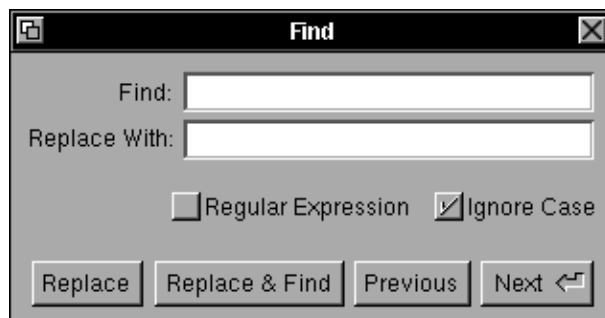 Find
Find:
Replace With:
Regular Expression Ignore Case
Replace Replace & Find Previous Next